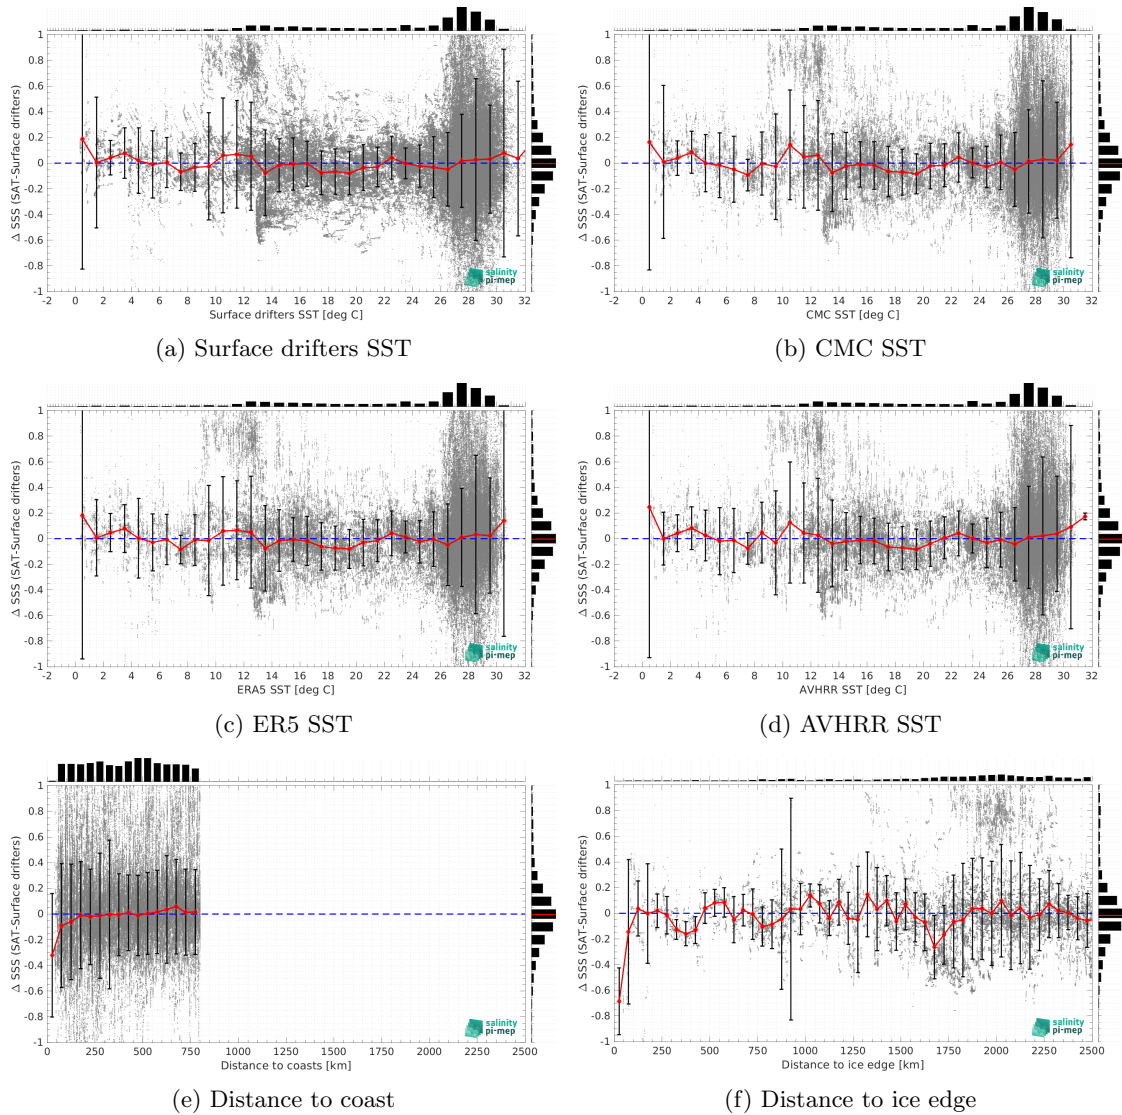 1
0.8
0.6
0.4
0.2
0
-0.2
-0.4
-0.6
-0.8
-1
Δ SSS (SAT-Surface drifters)
-2 0 2 4 6 8 10 12 14 16 18 20 22 24 26 28 30 32
Surface drifters SST [deg C]
salinity
pi-mep
(a) Surface drifters SST
1
0.8
0.6
0.4
0.2
0
-0.2
-0.4
-0.6
-0.8
-1
Δ SSS (SAT-Surface drifters)
-2 0 2 4 6 8 10 12 14 16 18 20 22 24 26 28 30 32
CMC SST [deg C]
salinity
pi-mep
(b) CMC SST
1
0.8
0.6
0.4
0.2
0
-0.2
-0.4
-0.6
-0.8
-1
Δ SSS (SAT-Surface drifters)
-2 0 2 4 6 8 10 12 14 16 18 20 22 24 26 28 30 32
ERA5 SST [deg C]
salinity
pi-mep
(c) ER5 SST
1
0.8
0.6
0.4
0.2
0
-0.2
-0.4
-0.6
-0.8
-1
Δ SSS (SAT-Surface drifters)
-2 0 2 4 6 8 10 12 14 16 18 20 22 24 26 28 30 32
AVHRR SST [deg C]
salinity
pi-mep
(d) AVHRR SST
1
0.8
0.6
0.4
0.2
0
-0.2
-0.4
-0.6
-0.8
-1
Δ SSS (SAT-Surface drifters)
0 250 500 750 1000 1250 1500 1750 2000 2250 2500
Distance to coasts [km]
salinity
pi-mep
(e) Distance to coast
1
0.8
0.6
0.4
0.2
0
-0.2
-0.4
-0.6
-0.8
-1
Δ SSS (SAT-Surface drifters)
0 250 500 750 1000 1250 1500 1750 2000 2250 2500
Distance to ice edge [km]
salinity
pi-mep
(f) Distance to ice edge